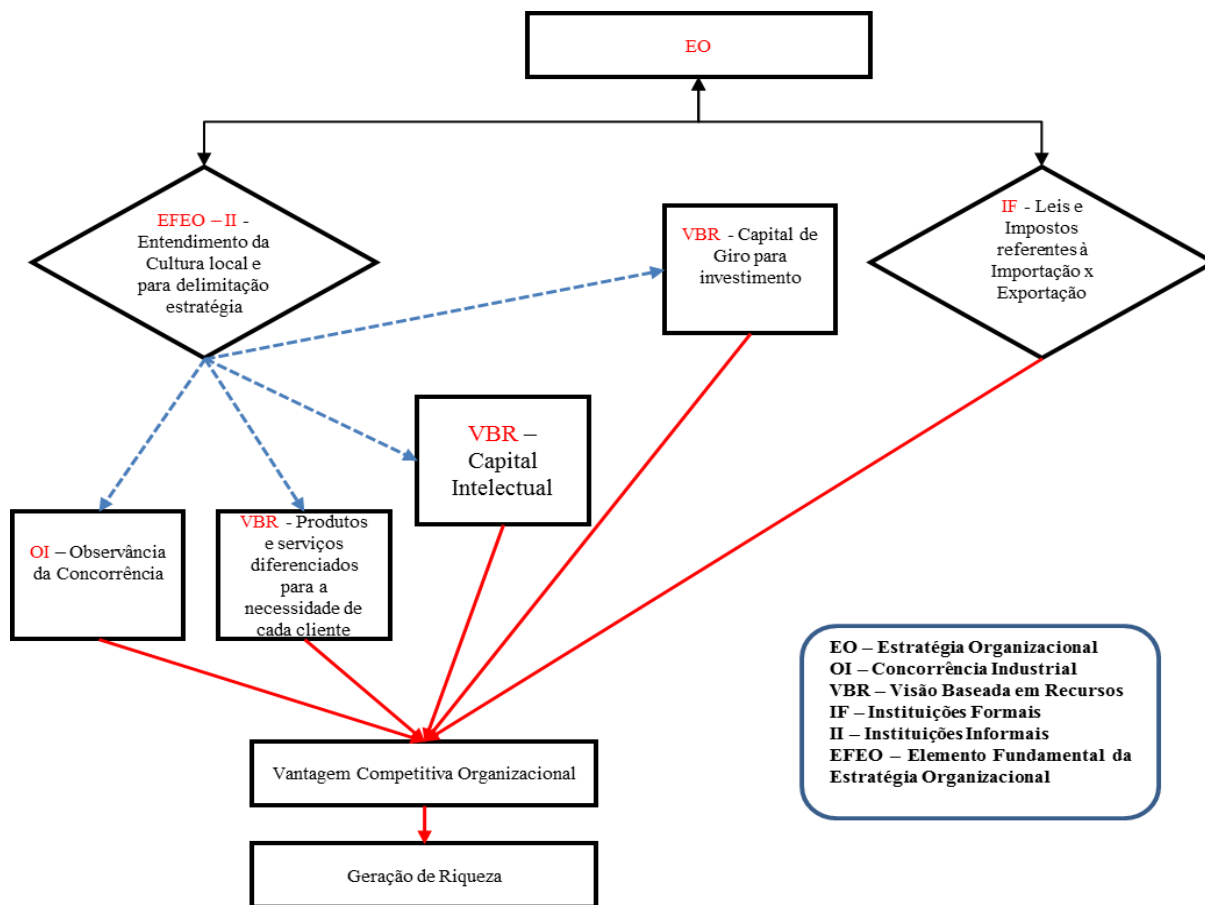 EO
EFEO – II -
Entendimento da
Cultura local e
para delimitação
estratégia
VBR - Capital de
Giro para
investimento
IF - Leis e
Impostos
referentes à
Importação x
Exportação
VBR –
Capital
Intelectual
OI – Observância
da Concorrência
VBR - Produtos
e serviços
diferenciados
para a
necessidade de
cada cliente
Vantagem Competitiva Organizacional
Geração de Riqueza
EO – Estratégia Organizacional
OI – Concorrência Industrial
VBR – Visão Baseada em Recursos
IF – Instituições Formais
II – Instituições Informais
EFEO – Elemento Fundamental da
Estratégia Organizacional